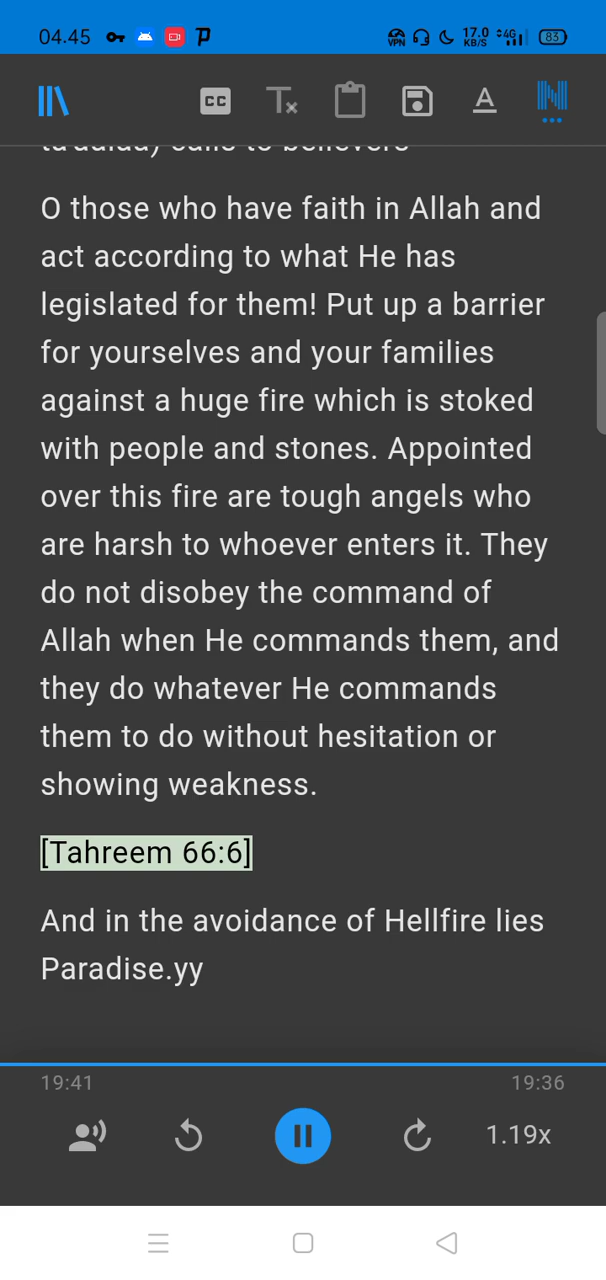 04.45
VPN
17.0
KB/S
4G
83
CC
to believers
O those who have faith in Allah and
act according to what He has
legislated for them! Put up a barrier
for yourselves and your families
against a huge fire which is stoked
with people and stones. Appointed
over this fire are tough angels who
are harsh to whoever enters it. They
do not disobey the command of
Allah when He commands them, and
they do whatever He commands
them to do without hesitation or
showing weakness.
[Tahreem 66:6]
And in the avoidance of Hellfire lies
Paradise.yy
19:41
19:36
1.19x